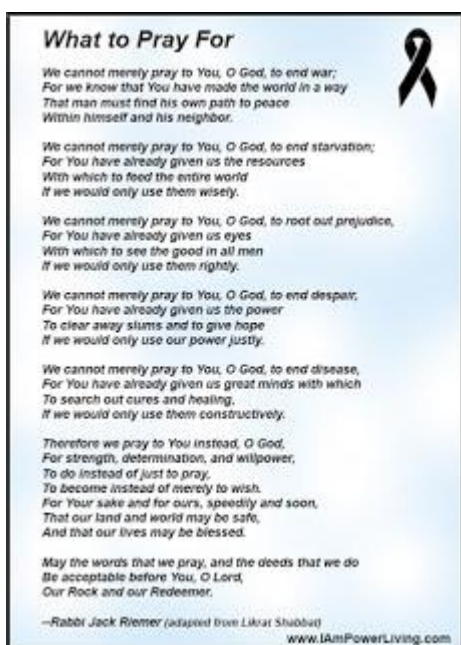 What to Pray For
We cannot merely pray to You, O God, to end war;
For we know that You have made the world in a way
That man must find his own path to peace
Within himself and his neighbor.
We cannot merely pray to You, O God, to end starvation;
For You have already given us the resources
With which to feed the entire world
If we would only use them wisely.
We cannot merely pray to You, O God, to root out prejudice,
For You have already given us eyes
With which to see the good in all men
If we would only use them rightly.
We cannot merely pray to You, O God, to end despair,
For You have already given us the power
To clear away slums and to give hope
If we would only use our power justly.
We cannot merely pray to You, O God, to end disease,
For You have already given us great minds with which
To search out cures and healing,
If we would only use them constructively.
Therefore we pray to You instead, O God,
For strength, determination, and willpower,
To do instead of just to pray,
To become instead of merely to wish.
For Your sake and for ours, speedily and soon,
That our land and world may be safe,
And that our lives may be blessed.
May the words that we pray, and the deeds that we do
Be acceptable before You, O Lord,
Our Rock and our Redeemer.
--Rabbi Jack Riemer (adapted from Likrat Shabbat)
www.IAmPowerLiving.com